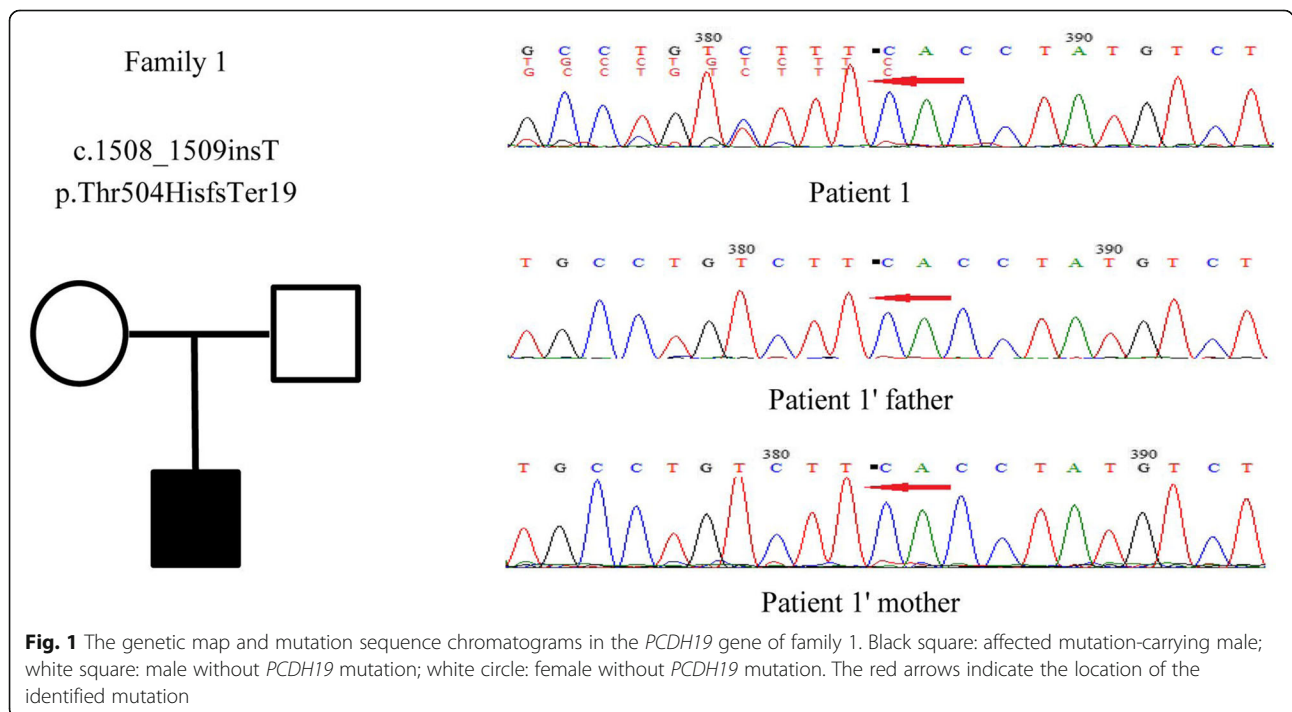 Family 1
c.1508_1509insT
p.Thr504HisfsTer19
380 390
G C C T G T C T T T C A C C T A T G T C T
T G C C T G T C T T C
G C C T G T C T T T C
Patient 1
380 390
T G C C T G T C T T C A C C T A T G T C T
Patient 1' father
380 390
T G C C T G T C T T C A C C T A T G T C T
Patient 1' mother
Fig. 1 The genetic map and mutation sequence chromatograms in the PCDH19 gene of family 1. Black square: affected mutation-carrying male;
white square: male without PCDH19 mutation; white circle: female without PCDH19 mutation. The red arrows indicate the location of the
identified mutation